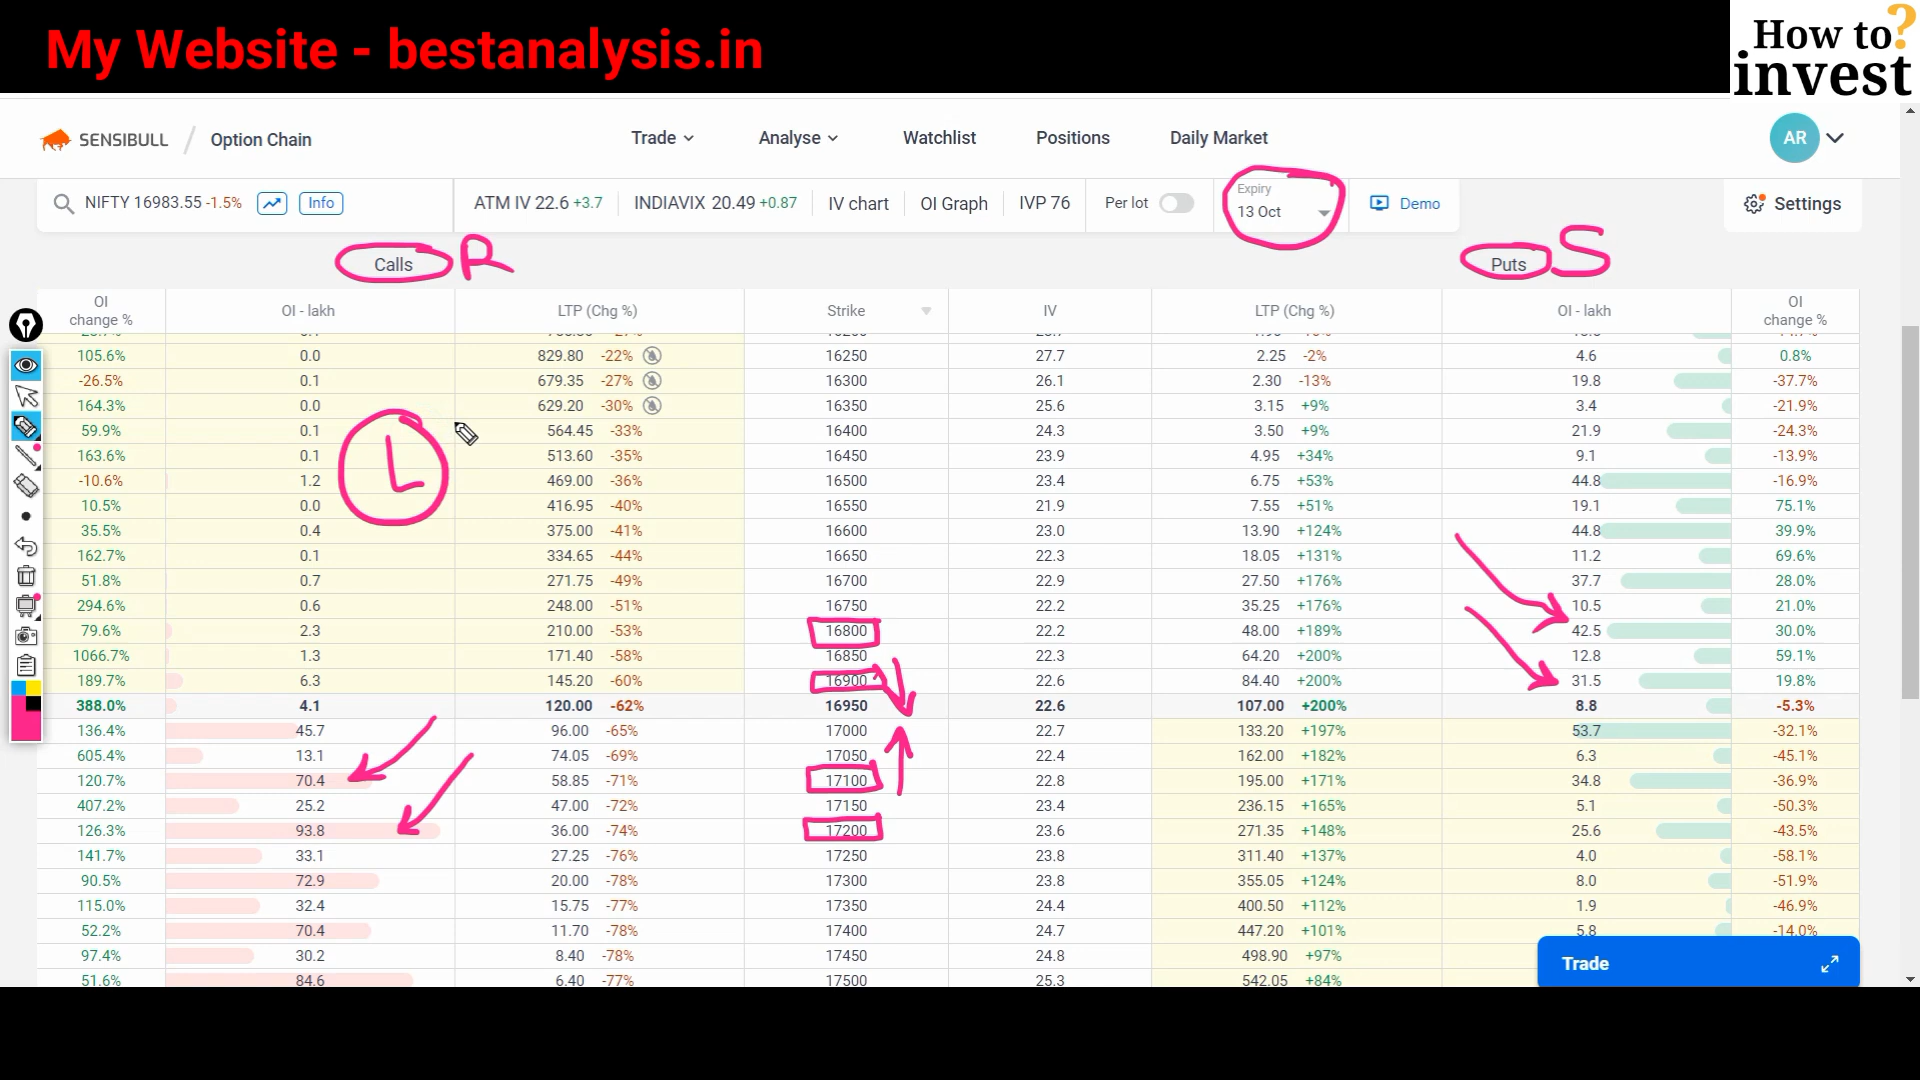 My Website - bestanalysis.in
How to?
invest
SENSIBULL / Option Chain Trade Analyse Watchlist Positions Daily Market AR
NIFTY 16983.55 -1.5% Info ATM IV 22.6 +3.7 INDIAVIX 20.49 +0.87 IV chart OI Graph IVP 76 Per lot Expiry 13 Oct Demo Settings
Calls R Puts S
OI change % OI - lakh LTP (Chg %) Strike IV LTP (Chg %) OI - lakh OI change %
105.6% 0.0 829.80 -22% 16250 27.7 2.25 -2% 4.6 0.8%
-26.5% 0.1 679.35 -27% 16300 26.1 2.30 -13% 19.8 -37.7%
164.3% 0.0 629.20 -30% 16350 25.6 3.15 +9% 3.4 -21.9%
59.9% 0.1 564.45 -33% 16400 24.3 3.50 +9% 21.9 -24.3%
163.6% 0.1 513.60 -35% 16450 23.9 4.95 +34% 9.1 -13.9%
L
-10.6% 1.2 469.00 -36% 16500 23.4 6.75 +53% 44.8 -16.9%
10.5% 0.0 416.95 -40% 16550 21.9 7.55 +51% 19.1 75.1%
35.5% 0.4 375.00 -41% 16600 23.0 13.90 +124% 44.8 39.9%
162.7% 0.1 334.65 -44% 16650 22.3 18.05 +131% 11.2 69.6%
51.8% 0.7 271.75 -49% 16700 22.9 27.50 +176% 37.7 28.0%
294.6% 0.6 248.00 -51% 16750 22.2 35.25 +176% 10.5 21.0%
79.6% 2.3 210.00 -53% 16800 22.2 48.00 +189% 42.5 30.0%
1066.7% 1.3 171.40 -58% 16850 22.3 64.20 +200% 12.8 59.1%
189.7% 6.3 145.20 -60% 16900 22.6 84.40 +200% 31.5 19.8%
388.0% 4.1 120.00 -62% 16950 22.6 107.00 +200% 8.8 -5.3%
136.4% 45.7 96.00 -65% 17000 22.7 133.20 +197% 53.7 -32.1%
605.4% 13.1 74.05 -69% 17050 22.4 162.00 +182% 6.3 -45.1%
120.7% 70.4 58.85 -71% 17100 22.8 195.00 +171% 34.8 -36.9%
407.2% 25.2 47.00 -72% 17150 23.4 236.15 +165% 5.1 -50.3%
126.3% 93.8 36.00 -74% 17200 23.6 271.35 +148% 25.6 -43.5%
141.7% 33.1 27.25 -76% 17250 23.8 311.40 +137% 4.0 -58.1%
90.5% 72.9 20.00 -78% 17300 23.8 355.05 +124% 8.0 -51.9%
115.0% 32.4 15.75 -77% 17350 24.4 400.50 +112% 1.9 -46.9%
52.2% 70.4 11.70 -78% 17400 24.7 447.20 +101% 5.8 -14.0%
97.4% 30.2 8.40 -78% 17450 24.8 498.90 +97%
51.6% 84.6 6.40 -77% 17500 25.3 542.05 +84%
Trade